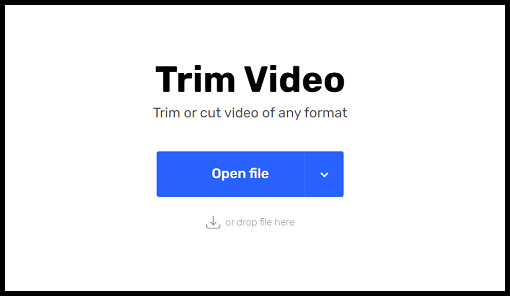 Trim Video
Trim or cut video of any format
Open file
or drop file here